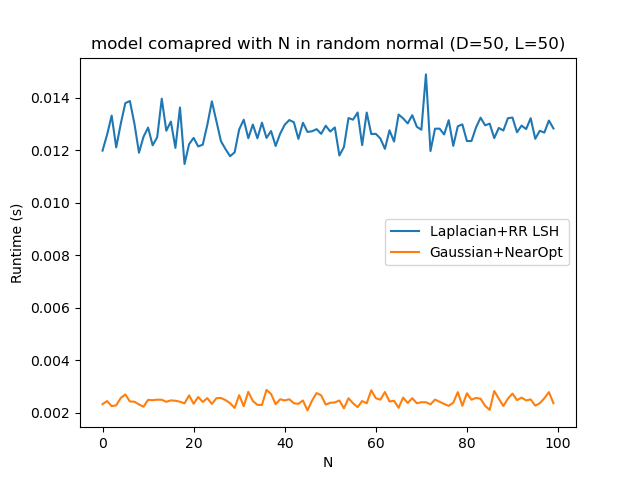 model comapred with N in random normal (D=50, L=50)
0.014
0.012
0.010
0.008
0.006
0.004
0.002
Runtime (s)
Laplacian+RR LSH
Gaussian+NearOpt
0 20 40 60 80 100
N